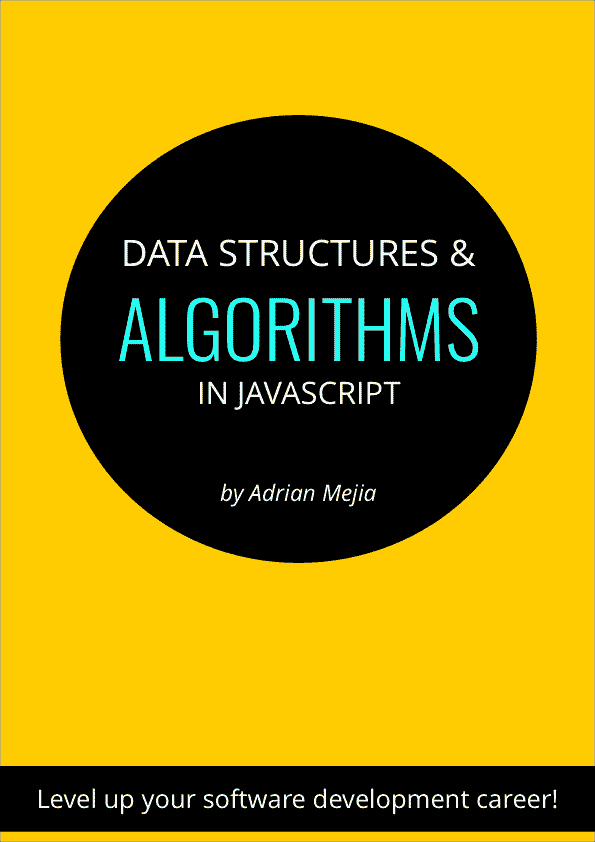 DATA STRUCTURES &
ALGORITHMS
IN JAVASCRIPT
by Adrian Mejia
Level up your software development career!